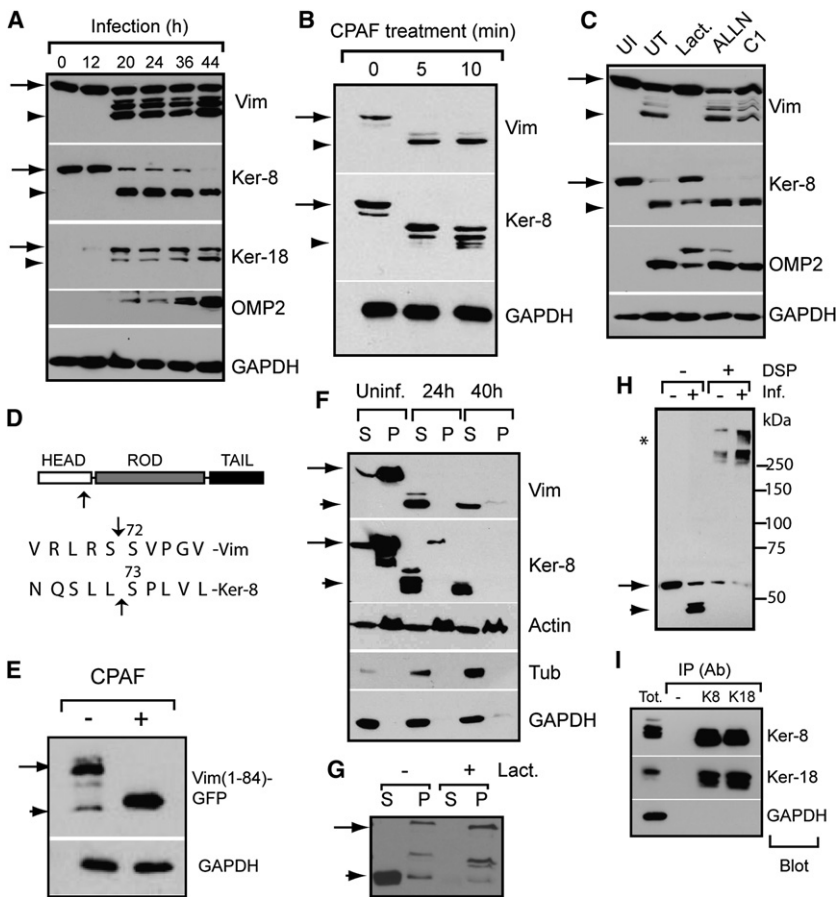 A
Infection (h)
0 12 20 24 36 44
Vim
Ker-8
Ker-18
OMP2
GAPDH
B
CPAF treatment (min)
0 5 10
Vim
Ker-8
GAPDH
C
UI UT Lact. ALLN C1
Vim
Ker-8
OMP2
GAPDH
D
HEAD ROD TAIL
72
V R L R S S V P G V -Vim
73
N Q S L L S P L V L -Ker-8
E
CPAF
- +
Vim(1-84)-
GFP
GAPDH
F
Uninf. 24h 40h
S P S P S P
Vim
Ker-8
Actin
Tub
GAPDH
G
- + Lact.
S P S P
H
- + DSP
- + - + Inf.
kDa
*
250
150
100
75
50
I
IP (Ab)
Tot. - K8 K18
Ker-8
Ker-18
GAPDH
Blot